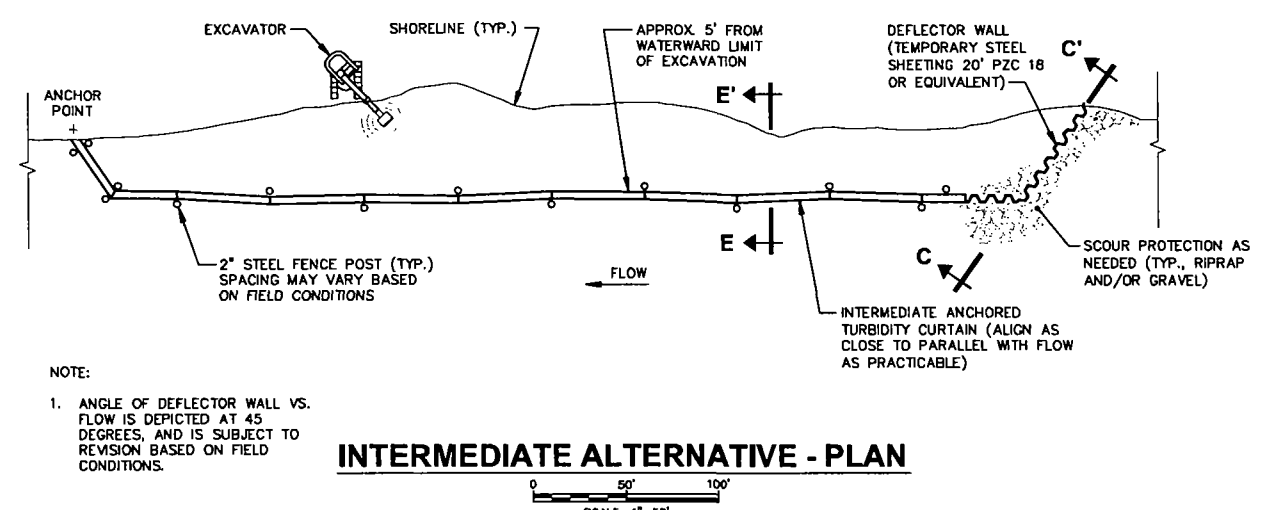 EXCAVATOR
SHORELINE (TYP.)
APPROX. 5' FROM
WATERWARD LIMIT
OF EXCAVATION
DEFLECTOR WALL
(TEMPORARY STEEL
SHEETING 20' PZC 18
OR EQUIVALENT)
C'
ANCHOR
POINT
E'
E
C
2" STEEL FENCE POST (TYP.)
SPACING MAY VARY BASED
ON FIELD CONDITIONS
FLOW
SCOUR PROTECTION AS
NEEDED (TYP., RIPRAP
AND/OR GRAVEL)
INTERMEDIATE ANCHORED
TURBIDITY CURTAIN (ALIGN AS
CLOSE TO PARALLEL WITH FLOW
AS PRACTICABLE)
NOTE:
1. ANGLE OF DEFLECTOR WALL VS.
FLOW IS DEPICTED AT 45
DEGREES, AND IS SUBJECT TO
REVISION BASED ON FIELD
CONDITIONS.
INTERMEDIATE ALTERNATIVE - PLAN
0 50' 100'